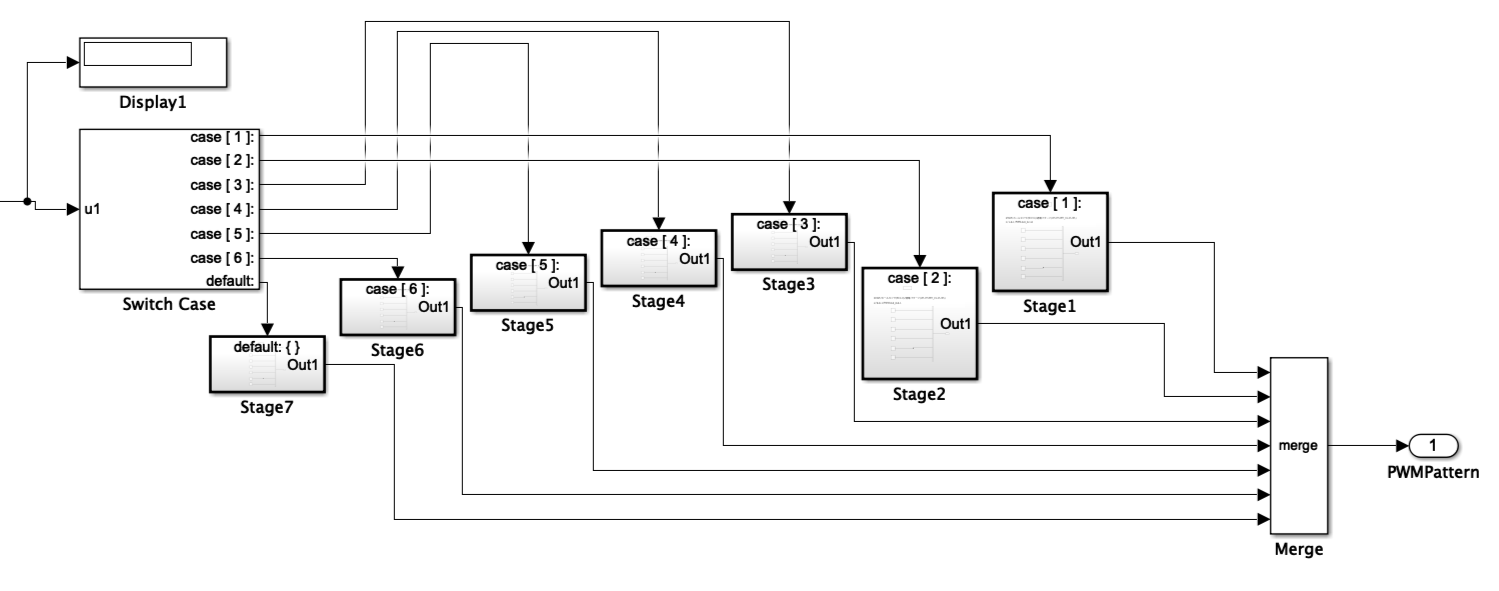 Display1
case [ 1 ]:
case [ 2 ]:
case [ 3 ]:
u1
case [ 4 ]:
case [ 5 ]:
case [ 6 ]:
default:
Switch Case
case [ 1 ]:
Out1
Stage1
case [ 3 ]:
Out1
Stage3
case [ 4 ]:
Out1
Stage4
case [ 5 ]:
Out1
Stage5
case [ 2 ]:
Out1
Stage2
case [ 6 ]:
Out1
Stage6
default: { }
Out1
Stage7
merge
Merge
1
PWMPattern